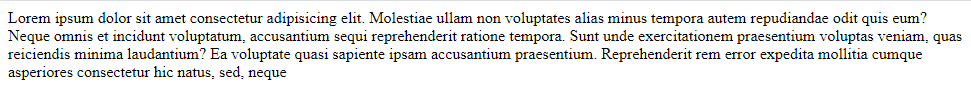 Lorem ipsum dolor sit amet consectetur adipisicing elit. Molestiae ullam non voluptates alias minus tempora autem repudiandae odit quis eum?
Neque omnis et incidunt voluptatum, accusantium sequi reprehenderit ratione tempora. Sunt unde exercitationem praesentium voluptas veniam, quas
reiciendis minima laudantium? Ea voluptate quasi sapiente ipsam accusantium praesentium. Reprehenderit rem error expedita mollitia cumque
asperiores consectetur hic natus, sed, neque